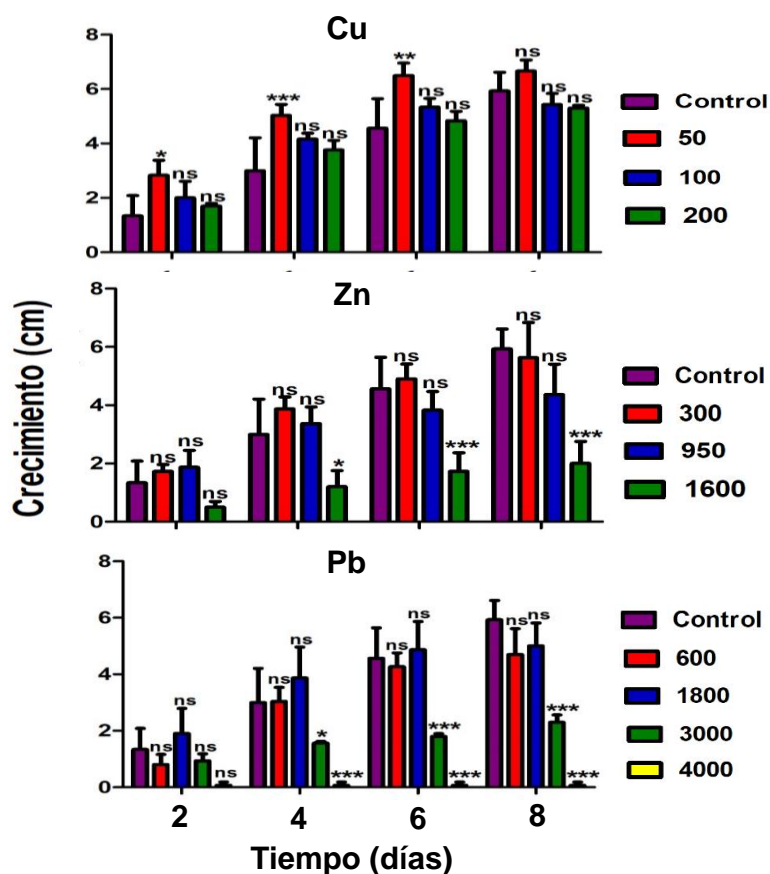 Cu
8
6
4
2
0
* ns ns
*** ns ns
** ns ns
ns ns ns
Control
50
100
200
Zn
8
6
4
2
0
ns ns ns
ns ns *
ns ns ***
ns ns ***
Control
300
950
1600
Crecimiento (cm)
Pb
8
6
4
2
0
ns ns ns ns
ns ns * ***
ns ns *** ***
ns ns *** ***
Control
600
1800
3000
4000
2 4 6 8
Tiempo (días)